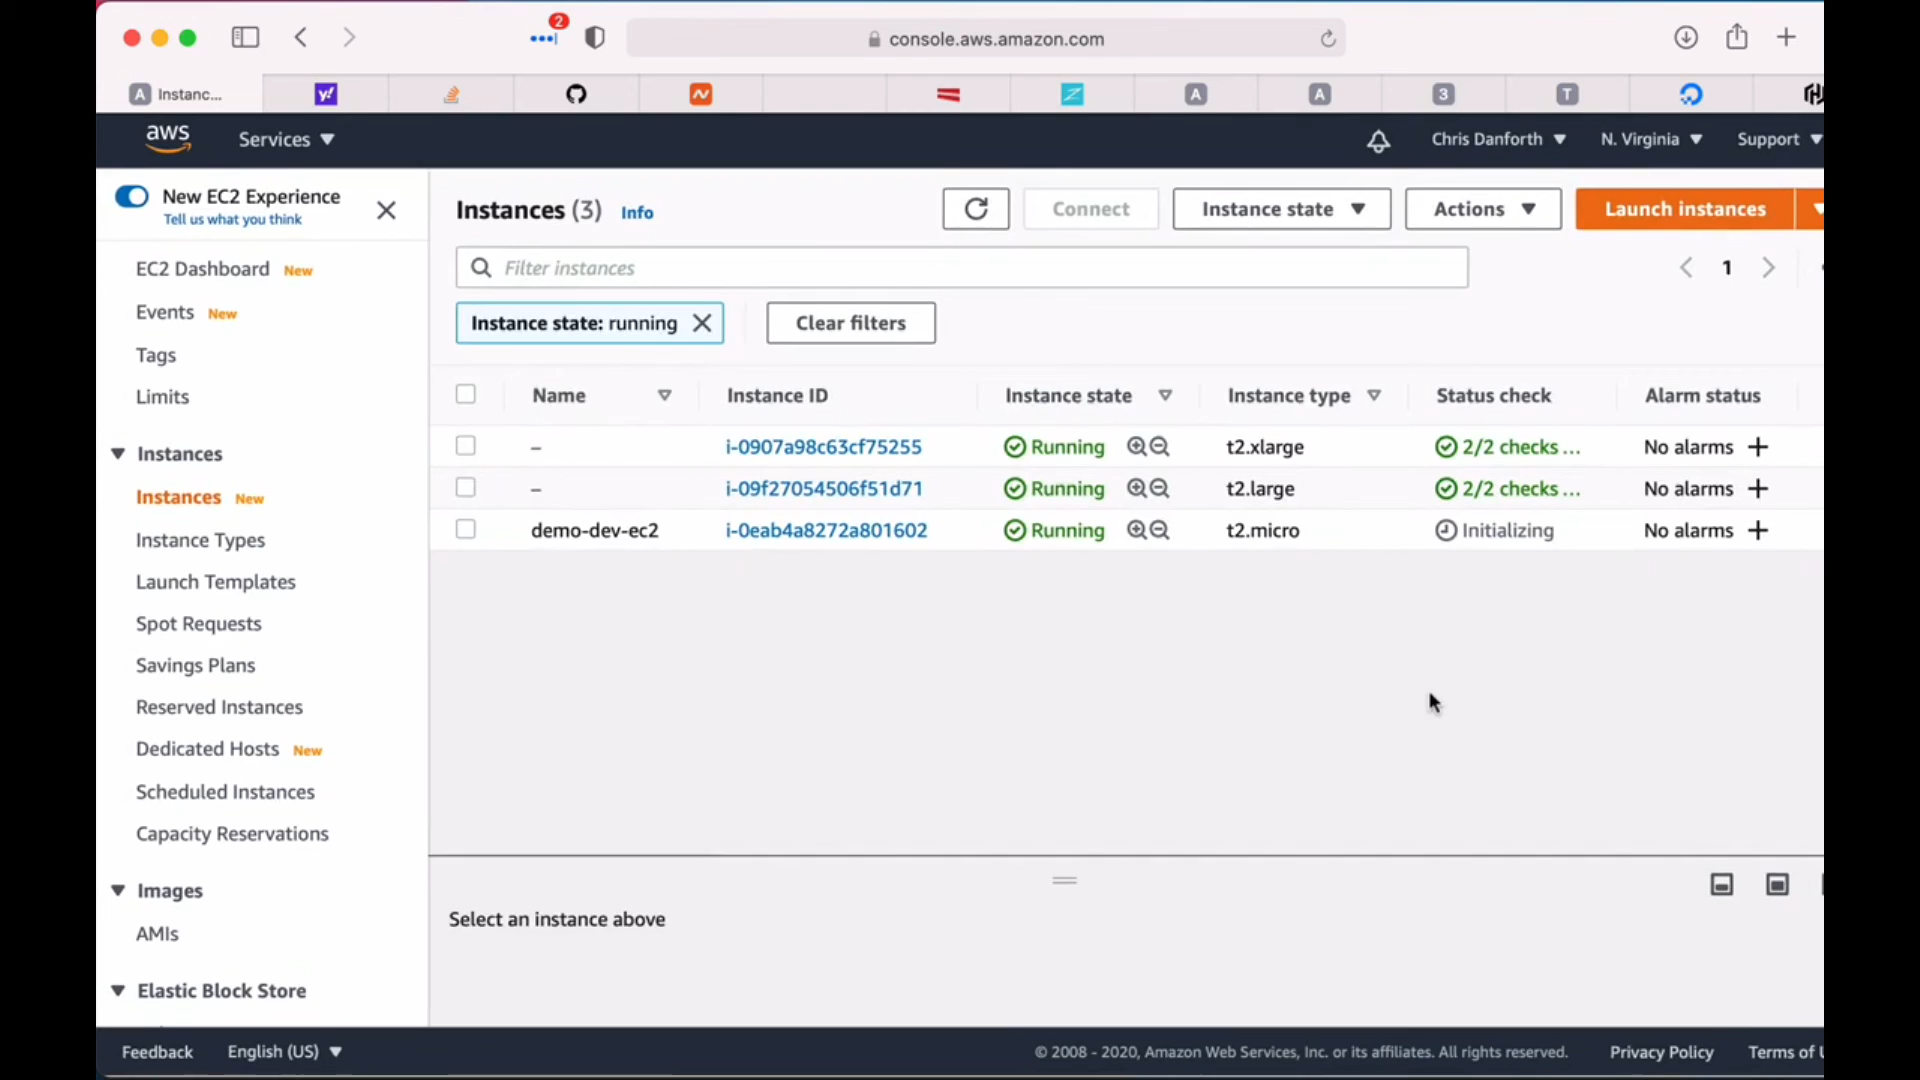 2
console.aws.amazon.com
A Instanc...
y!
A
A
3
T
aws
Services
Chris Danforth
N. Virginia
Support
New EC2 Experience
Tell us what you think
Instances (3) Info
Connect
Instance state
Actions
Launch instances
Filter instances
1
Instance state: running
Clear filters
Name
Instance ID
Instance state
Instance type
Status check
Alarm status
– i-0907a98c63cf75255 Running t2.xlarge 2/2 checks ... No alarms +
– i-09f27054506f51d71 Running t2.large 2/2 checks ... No alarms +
demo-dev-ec2 i-0eab4a8272a801602 Running t2.micro Initializing No alarms +
EC2 Dashboard New
Events New
Tags
Limits
Instances
Instances New
Instance Types
Launch Templates
Spot Requests
Savings Plans
Reserved Instances
Dedicated Hosts New
Scheduled Instances
Capacity Reservations
Images
AMIs
Elastic Block Store
Select an instance above
Feedback
English (US)
© 2008 - 2020, Amazon Web Services, Inc. or its affiliates. All rights reserved.
Privacy Policy
Terms of